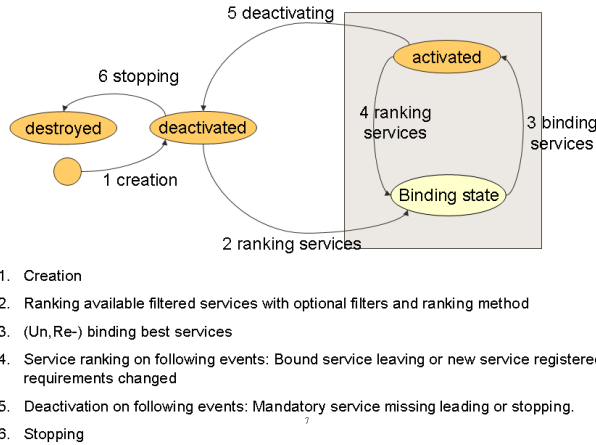 5 deactivating
activated
6 stopping
4 ranking
services
3 binding
services
destroyed
deactivated
1 creation
Binding state
2 ranking services
1. Creation
2. Ranking available filtered services with optional filters and ranking method
3. (Un,Re-) binding best services
4. Service ranking on following events: Bound service leaving or new service registered
requirements changed
5. Deactivation on following events: Mandatory service missing leading or stopping.
7
6. Stopping